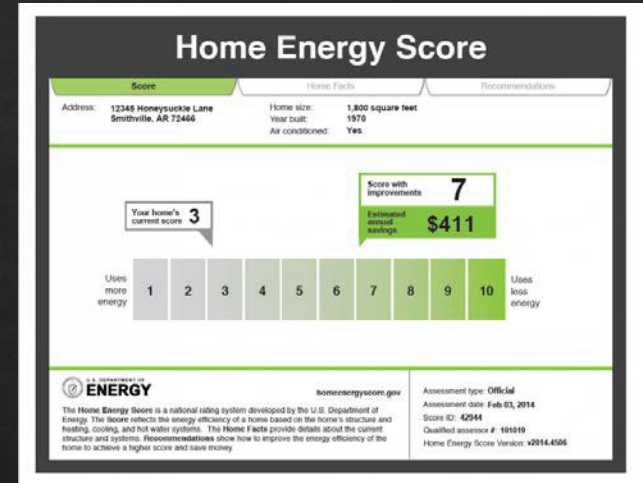 Home Energy Score
Score
Home Facts
Recommendations
Address: 12345 Honeysuckle Lane
Smithville, AR 72466
Home size: 1,800 square feet
Year built: 1970
Air conditioned: Yes
Score with improvements 7
Estimated annual savings $411
Your home's current score 3
Uses more energy
1 2 3 4 5 6 7 8 9 10
Uses less energy
U.S. DEPARTMENT OF
ENERGY
homeenergyscore.gov
The Home Energy Score is a national rating system developed by the U.S. Department of
Energy. The Score reflects the energy efficiency of a home based on the home's structure and
heating, cooling, and hot water systems. The Home Facts provide details about the current
structure and systems. Recommendations show how to improve the energy efficiency of the
home to achieve a higher score and save money.
Assessment type: Official
Assessment date: Feb 03, 2014
Score ID: 42944
Qualified assessor #: 101019
Home Energy Score Version: v2014.4506